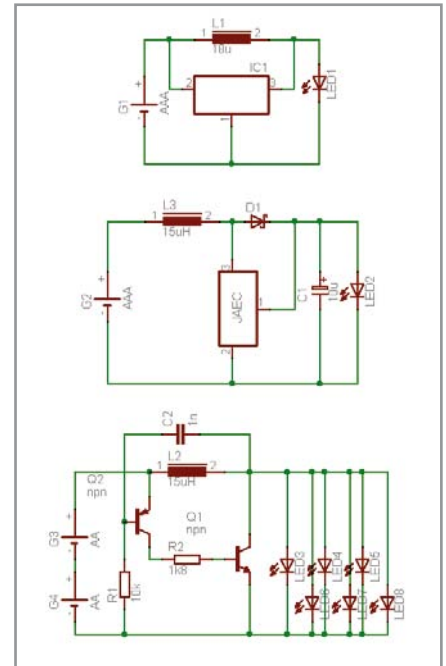 L1
1 2
18u
IC1
2 3
1
G1
+
-
AAA
LED1
L3
1 2
15uH
D1
3
JAEC
1
2
G2
+
-
AAA
C1
+
10u
LED2
C2
1n
L2
1 2
15uH
Q2
npn
Q1
npn
R2
1k8
R1
10k
G3
+
-
AA
G4
+
-
AA
LED3
LED4
LED5
LED6
LED7
LED8